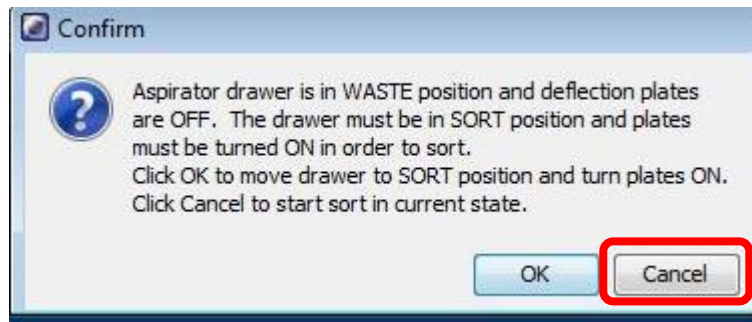 Confirm
Aspirator drawer is in WASTE position and deflection plates
are OFF.  The drawer must be in SORT position and plates
must be turned ON in order to sort.
Click OK to move drawer to SORT position and turn plates ON.
Click Cancel to start sort in current state.
OK
Cancel